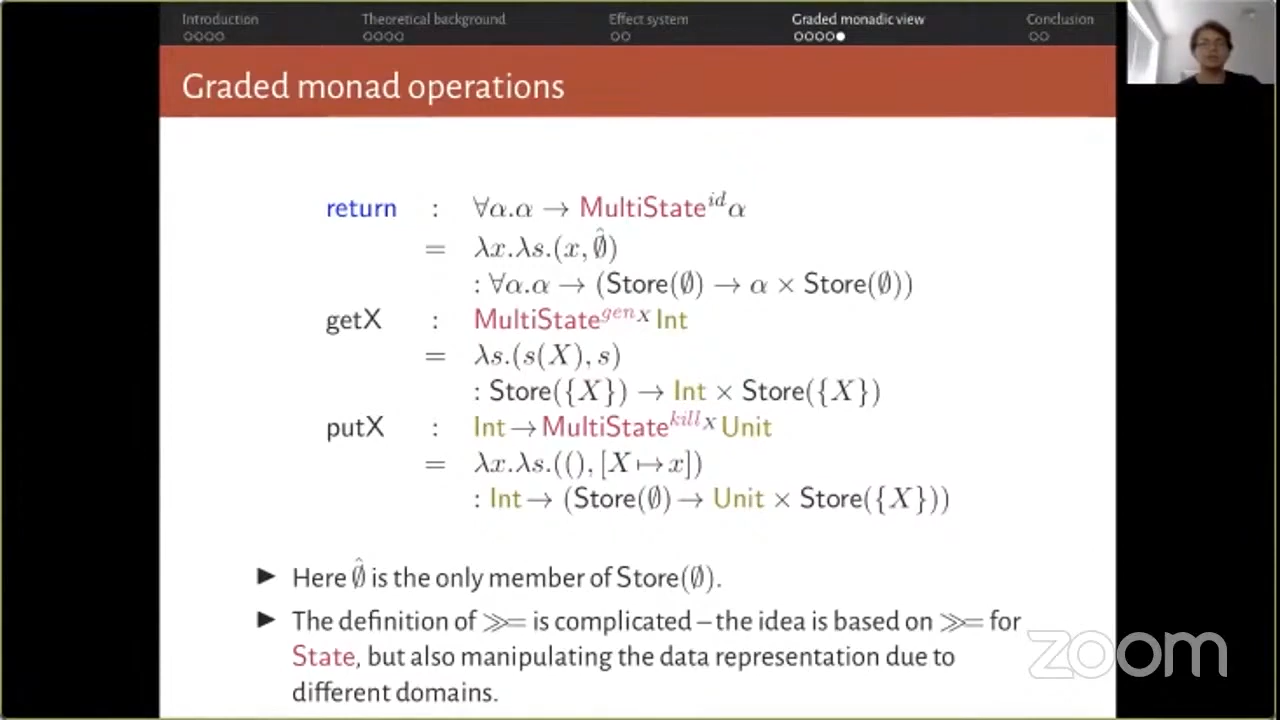 Introduction Theoretical background Effect system Graded monadic view Conclusion
Graded monad operations
return : ∀α.α → MultiState^{id} α
= λx.λs.(x, ∅̂)
: ∀α.α → (Store(∅) → α × Store(∅))
getX : MultiState^{gen_X} Int
= λs.(s(X), s)
: Store({X}) → Int × Store({X})
putX : Int → MultiState^{kill_X} Unit
= λx.λs.((), [X ↦ x])
: Int → (Store(∅) → Unit × Store({X}))
► Here ∅̂ is the only member of Store(∅).
► The definition of ≫= is complicated – the idea is based on ≫= for
State, but also manipulating the data representation due to
different domains.
zoom